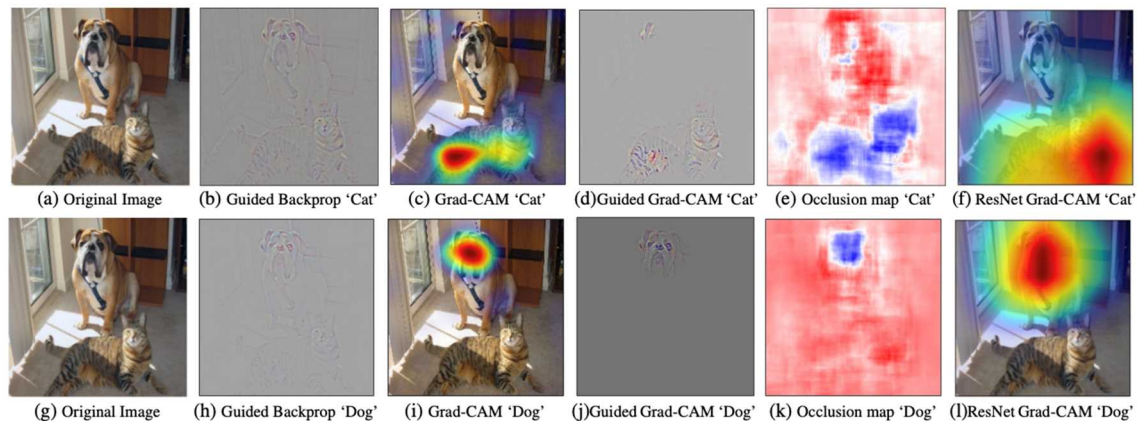 (a) Original Image
(b) Guided Backprop ‘Cat’
(c) Grad-CAM ‘Cat’
(d)Guided Grad-CAM ‘Cat’
(e) Occlusion map ‘Cat’
(f) ResNet Grad-CAM ‘Cat’
(g) Original Image
(h) Guided Backprop ‘Dog’
(i) Grad-CAM ‘Dog’
(j)Guided Grad-CAM ‘Dog’
(k) Occlusion map ‘Dog’
(l)ResNet Grad-CAM ‘Dog’